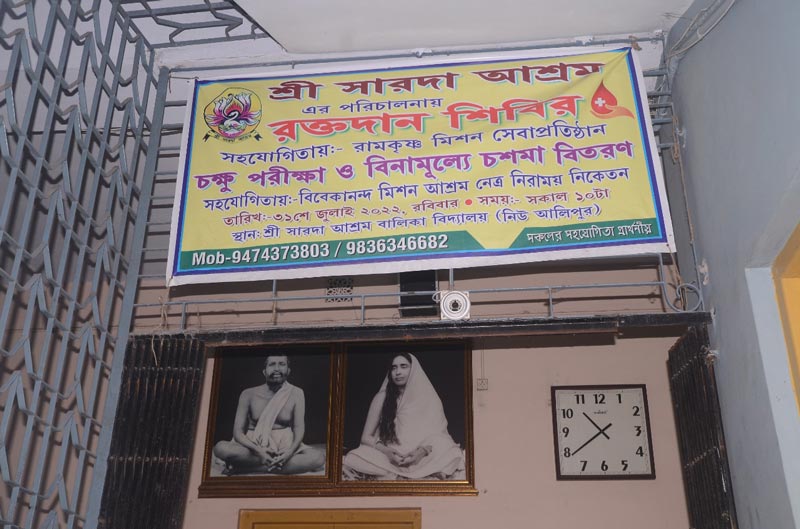 শ্রী সারদা আশ্রম
এর পরিচালনায়
রক্তদান শিবির
সহযোগিতায়:- রামকৃষ্ণ মিশন সেবাপ্রতিষ্ঠান
চক্ষু পরীক্ষা ও বিনামূল্যে চশমা বিতরণ
সহযোগিতায়:-বিবেকানন্দ মিশন আশ্রম নেত্র নিরাময় নিকেতন
তারিখ:-৩১শে জুলাই ২০২২, রবিবার • সময়:- সকাল ১০টা
স্থান:শ্রী সারদা আশ্রম বালিকা বিদ্যালয় (নিউ আলিপুর)
Mob-9474373803 / 9836346682
সকলের সহযোগিতা প্রার্থনীয়
11 12 1
10 2
9 3
8 4
7 6 5